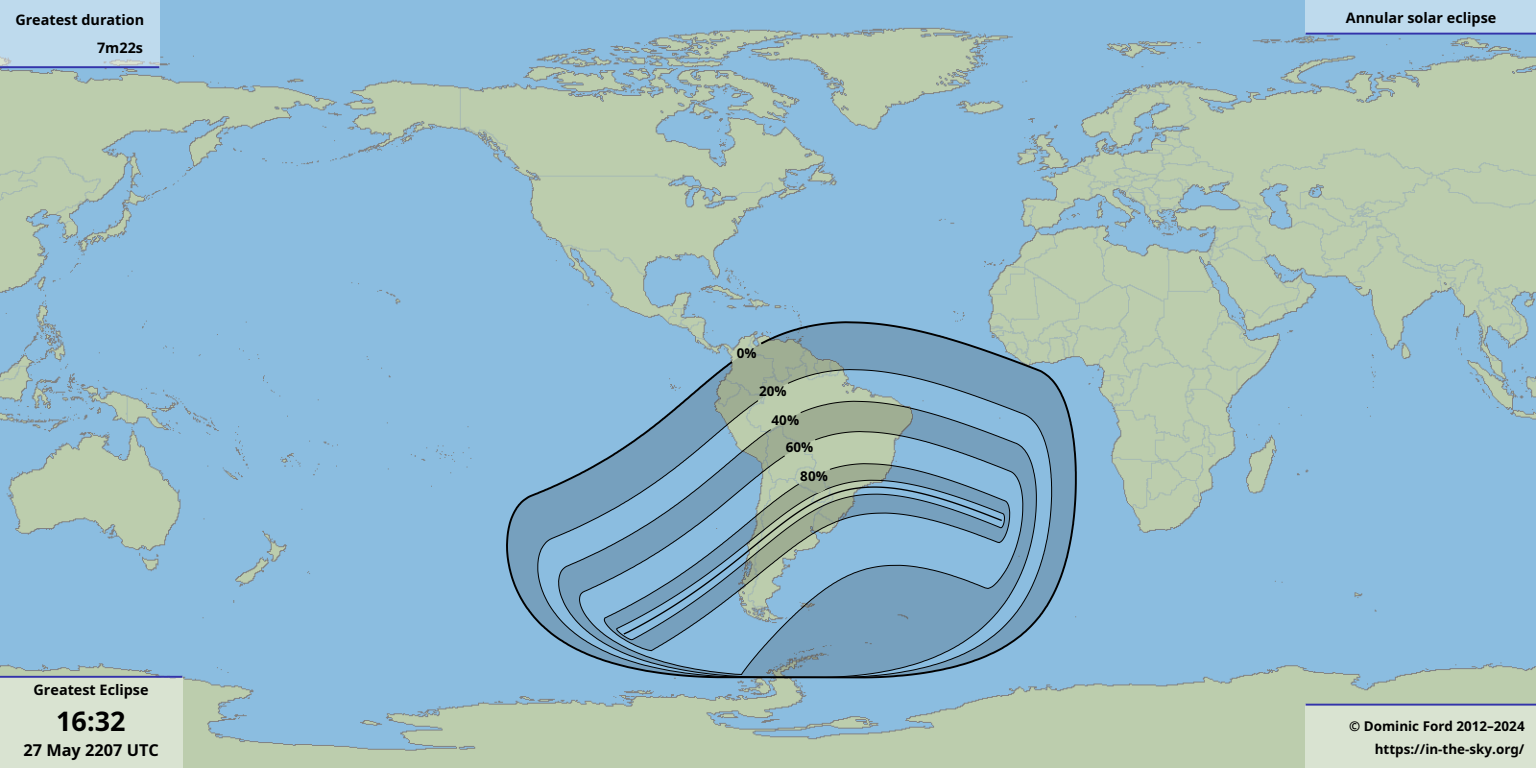 Greatest duration
7m22s
Annular solar eclipse
0%
20%
40%
60%
80%
Greatest Eclipse
16:32
27 May 2207 UTC
© Dominic Ford 2012–2024
https://in-the-sky.org/